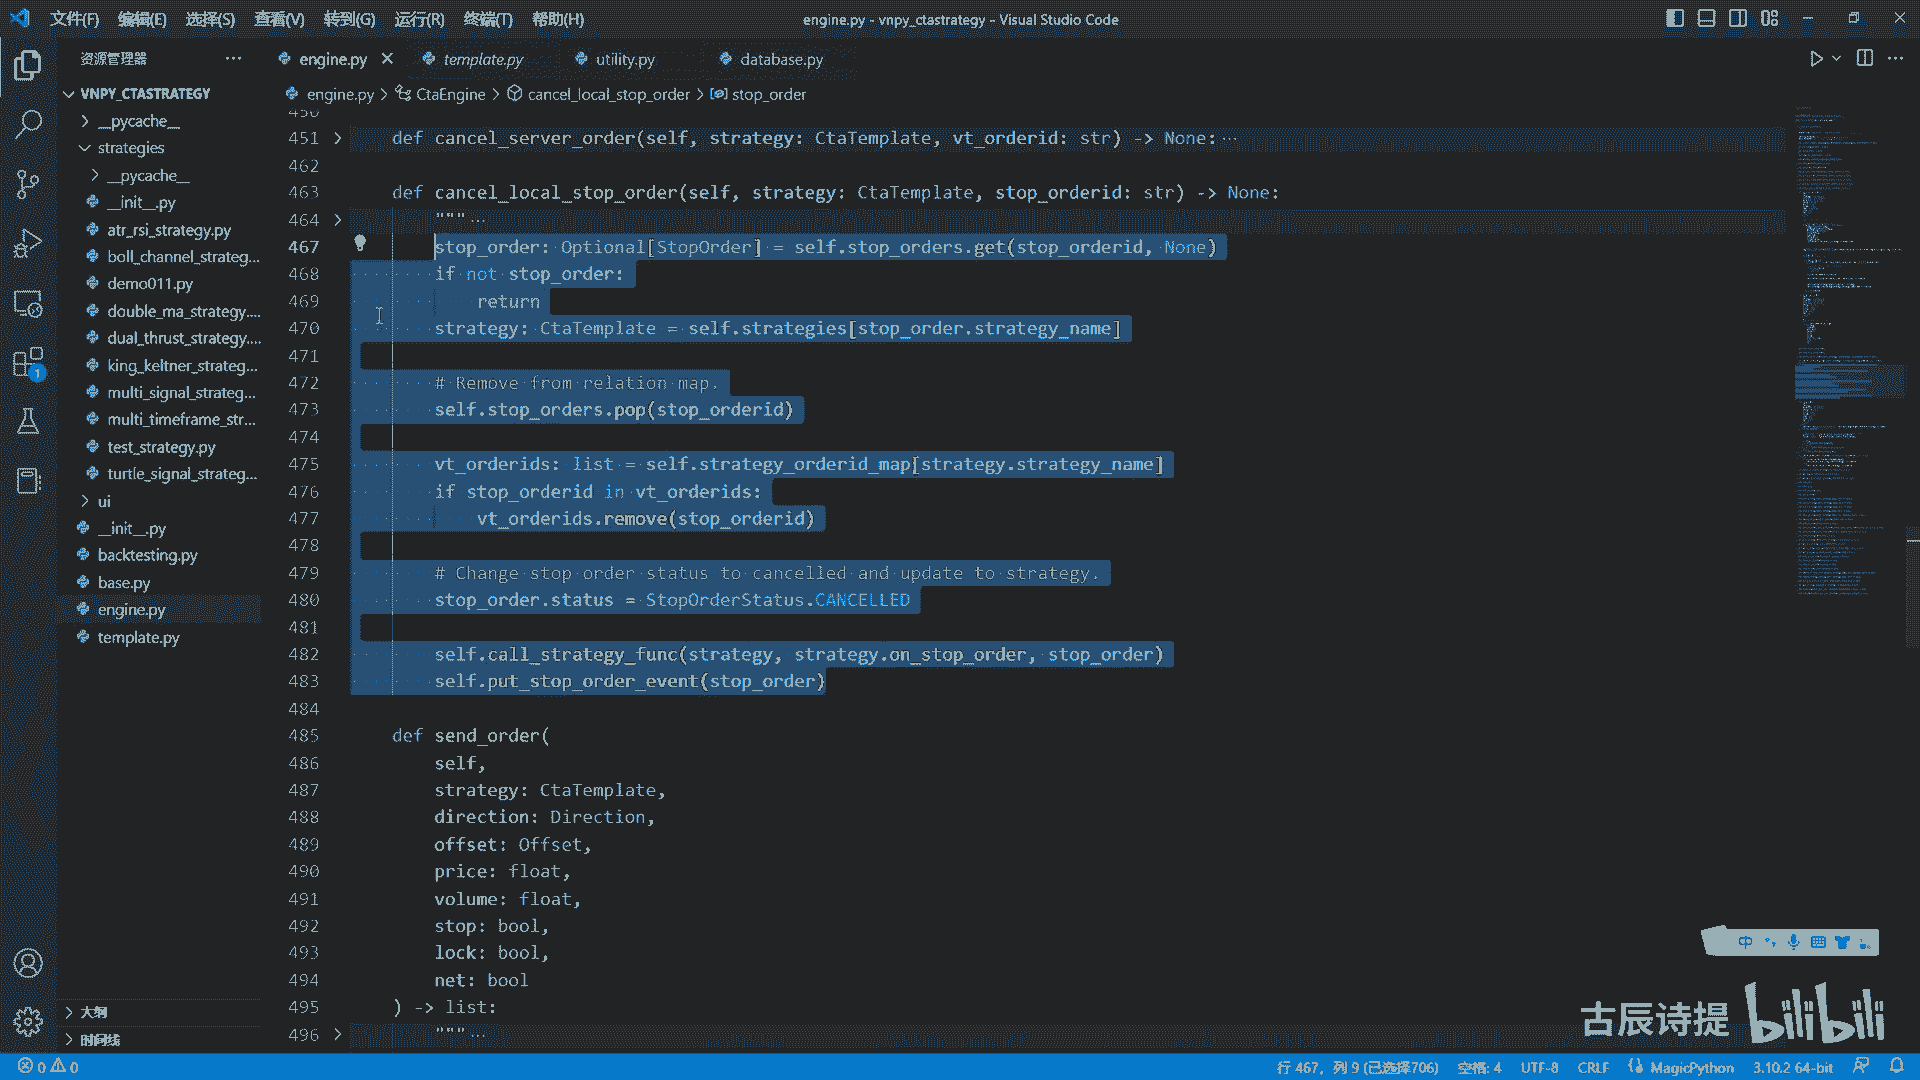 文件(F) 编辑(E) 选择(S) 查看(V) 转到(G) 运行(R) 终端(T) 帮助(H) engine.py - vnpy_ctastrategy - Visual Studio Code
资源管理器
engine.py template.py utility.py database.py
engine.py > CtaEngine > cancel_local_stop_order > stop_order
VNPY_CTASTRATEGY
__pycache__
strategies
__pycache__
__init__.py
atr_rsi_strategy.py
boll_channel_strateg...
demo011.py
double_ma_strategy....
dual_thrust_strategy....
king_keltner_strateg...
multi_signal_strateg...
multi_timeframe_str...
test_strategy.py
turtle_signal_strateg...
ui
__init__.py
backtesting.py
base.py
engine.py
template.py
大纲
时间线
450
451 def cancel_server_order(self, strategy: CtaTemplate, vt_orderid: str) -> None:...
462
463 def cancel_local_stop_order(self, strategy: CtaTemplate, stop_orderid: str) -> None:
464 """...
467 stop_order: Optional[StopOrder] = self.stop_orders.get(stop_orderid, None)
468 if not stop_order:
469 return
470 strategy: CtaTemplate = self.strategies[stop_order.strategy_name]
471
472 # Remove from relation map.
473 self.stop_orders.pop(stop_orderid)
474
475 vt_orderids: list = self.strategy_orderid_map[strategy.strategy_name]
476 if stop_orderid in vt_orderids:
477 vt_orderids.remove(stop_orderid)
478
479 # Change stop order status to cancelled and update to strategy.
480 stop_order.status = StopOrderStatus.CANCELLED
481
482 self.call_strategy_func(strategy, strategy.on_stop_order, stop_order)
483 self.put_stop_order_event(stop_order)
484
485 def send_order(
486 self,
487 strategy: CtaTemplate,
488 direction: Direction,
489 offset: Offset,
490 price: float,
491 volume: float,
492 stop: bool,
493 lock: bool,
494 net: bool
495 ) -> list:
496 """...
1
中
古辰诗提 bilibili
0 0 行 467，列 9 (已选择706) 空格: 4 UTF-8 CRLF MagicPython 3.10.2 64-bit